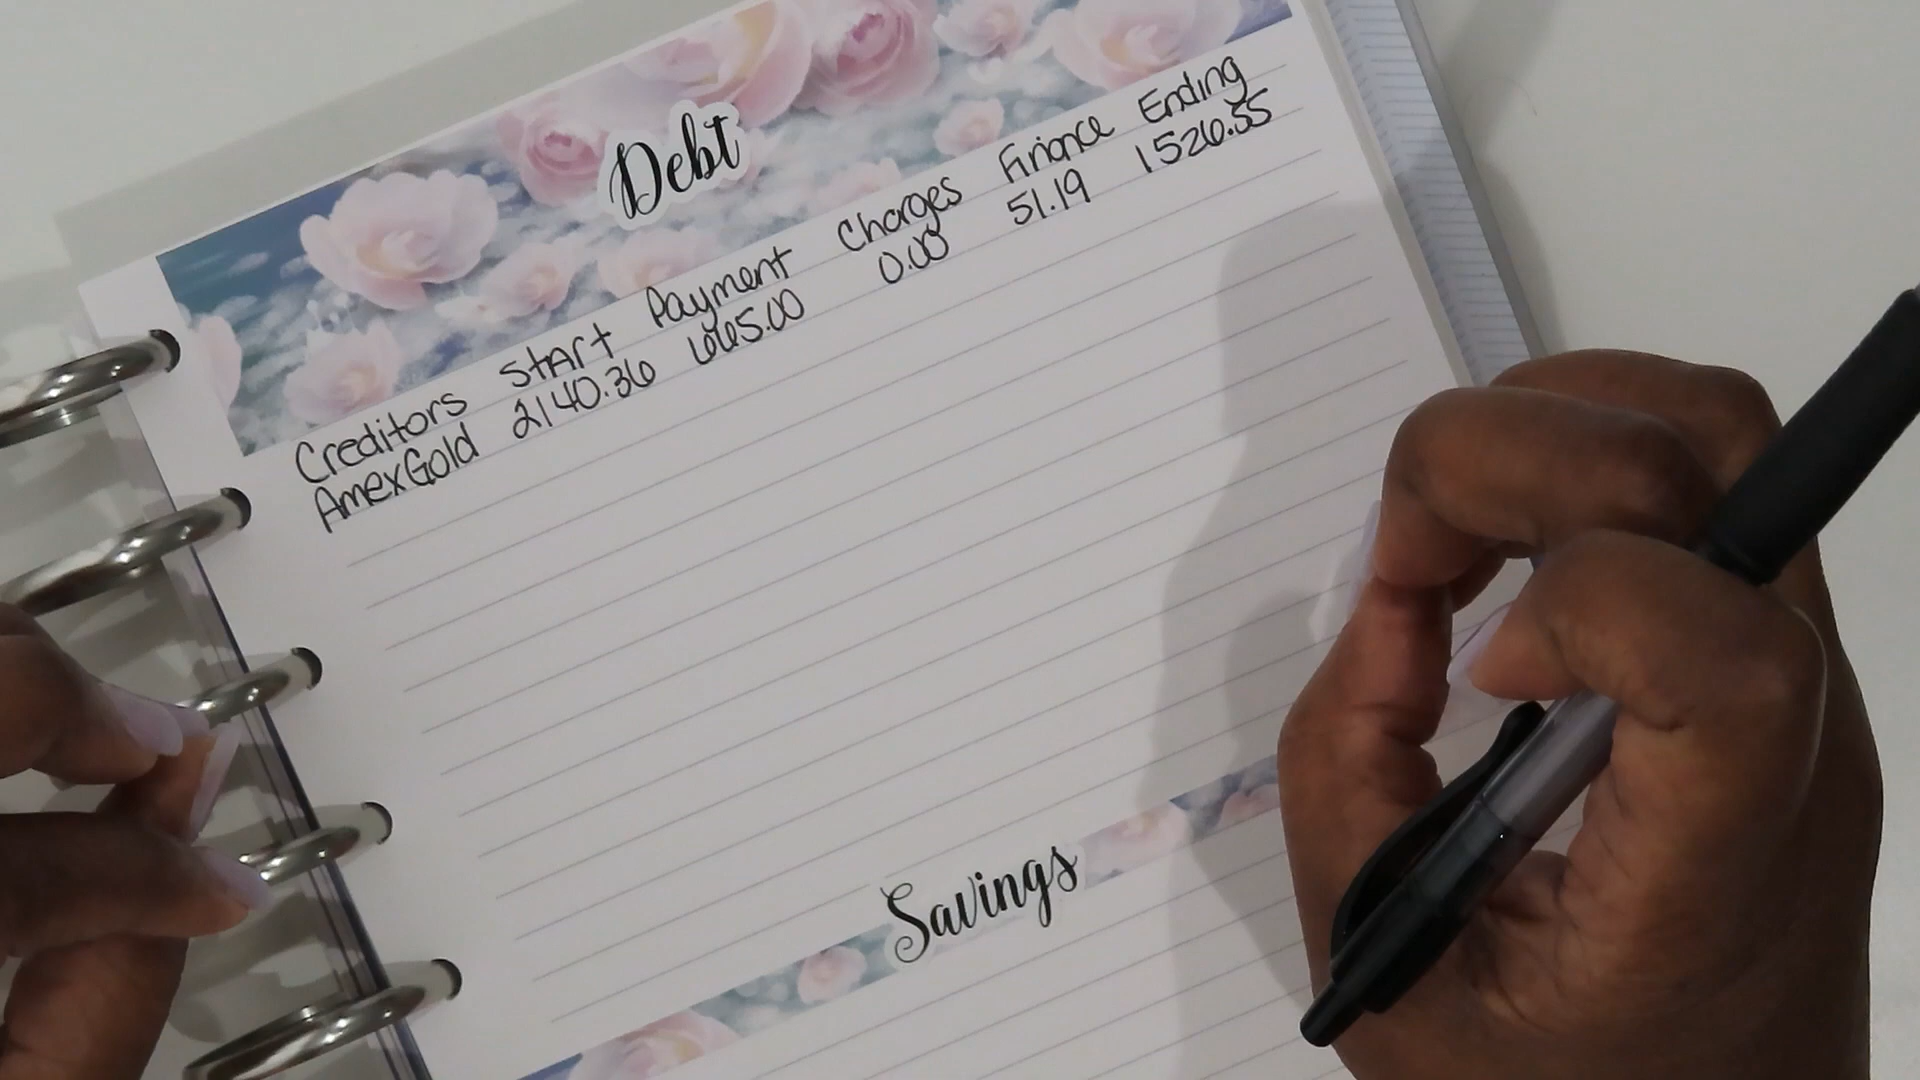 Debt
Creditors Start Payment Charges Finance Ending
AmexGold 2140.36 665.00 0.00 51.19 1526.55
Savings